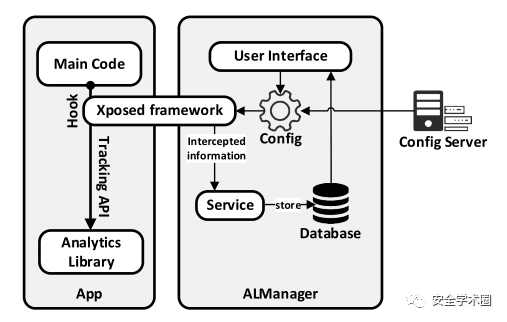 Main Code
User Interface
Hook
Xposed framework
Config
Config Server
Tracking API
Intercepted
information
Service
store
Database
Analytics
Library
App
ALManager
安全学术圈